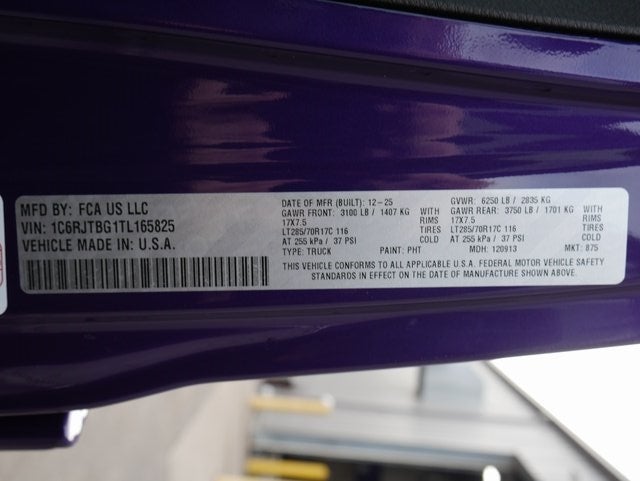 MFD BY: FCA US LLC
VIN: 1C6RJTBG1TL165825
VEHICLE MADE IN U.S.A.
DATE OF MFR (BUILT): 12-25 GVWR: 6250 LB / 2835 KG
GAWR FRONT: 3100 LB / 1407 KG WITH GAWR REAR: 3750 LB / 1701 KG WITH
17X7.5 RIMS 17X7.5 RIMS
LT285/70R17C 116 TIRES LT285/70R17C 116 TIRES
AT 255 kPa / 37 PSI COLD AT 255 kPa / 37 PSI COLD
TYPE: TRUCK PAINT: PHT MDH: 120913 MKT: 875
THIS VEHICLE CONFORMS TO ALL APPLICABLE U.S.A. FEDERAL MOTOR VEHICLE SAFETY
STANDARDS IN EFFECT ON THE DATE OF MANUFACTURE SHOWN ABOVE.